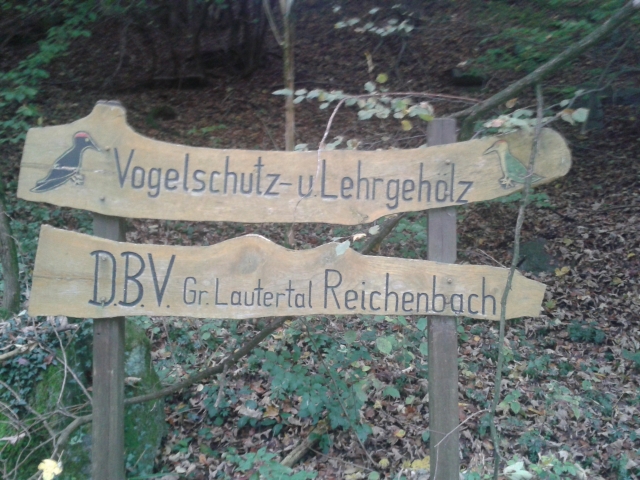 Vogelschutz-u. Lehrgehölz
D.B.V. Gr. Lautertal Reichenbach